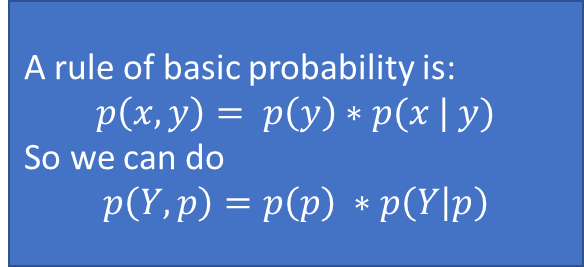 A rule of basic probability is:
p(x, y) = p(y) ∗ p(x | y)
So we can do
p(Y, p) = p(p) ∗ p(Y|p)